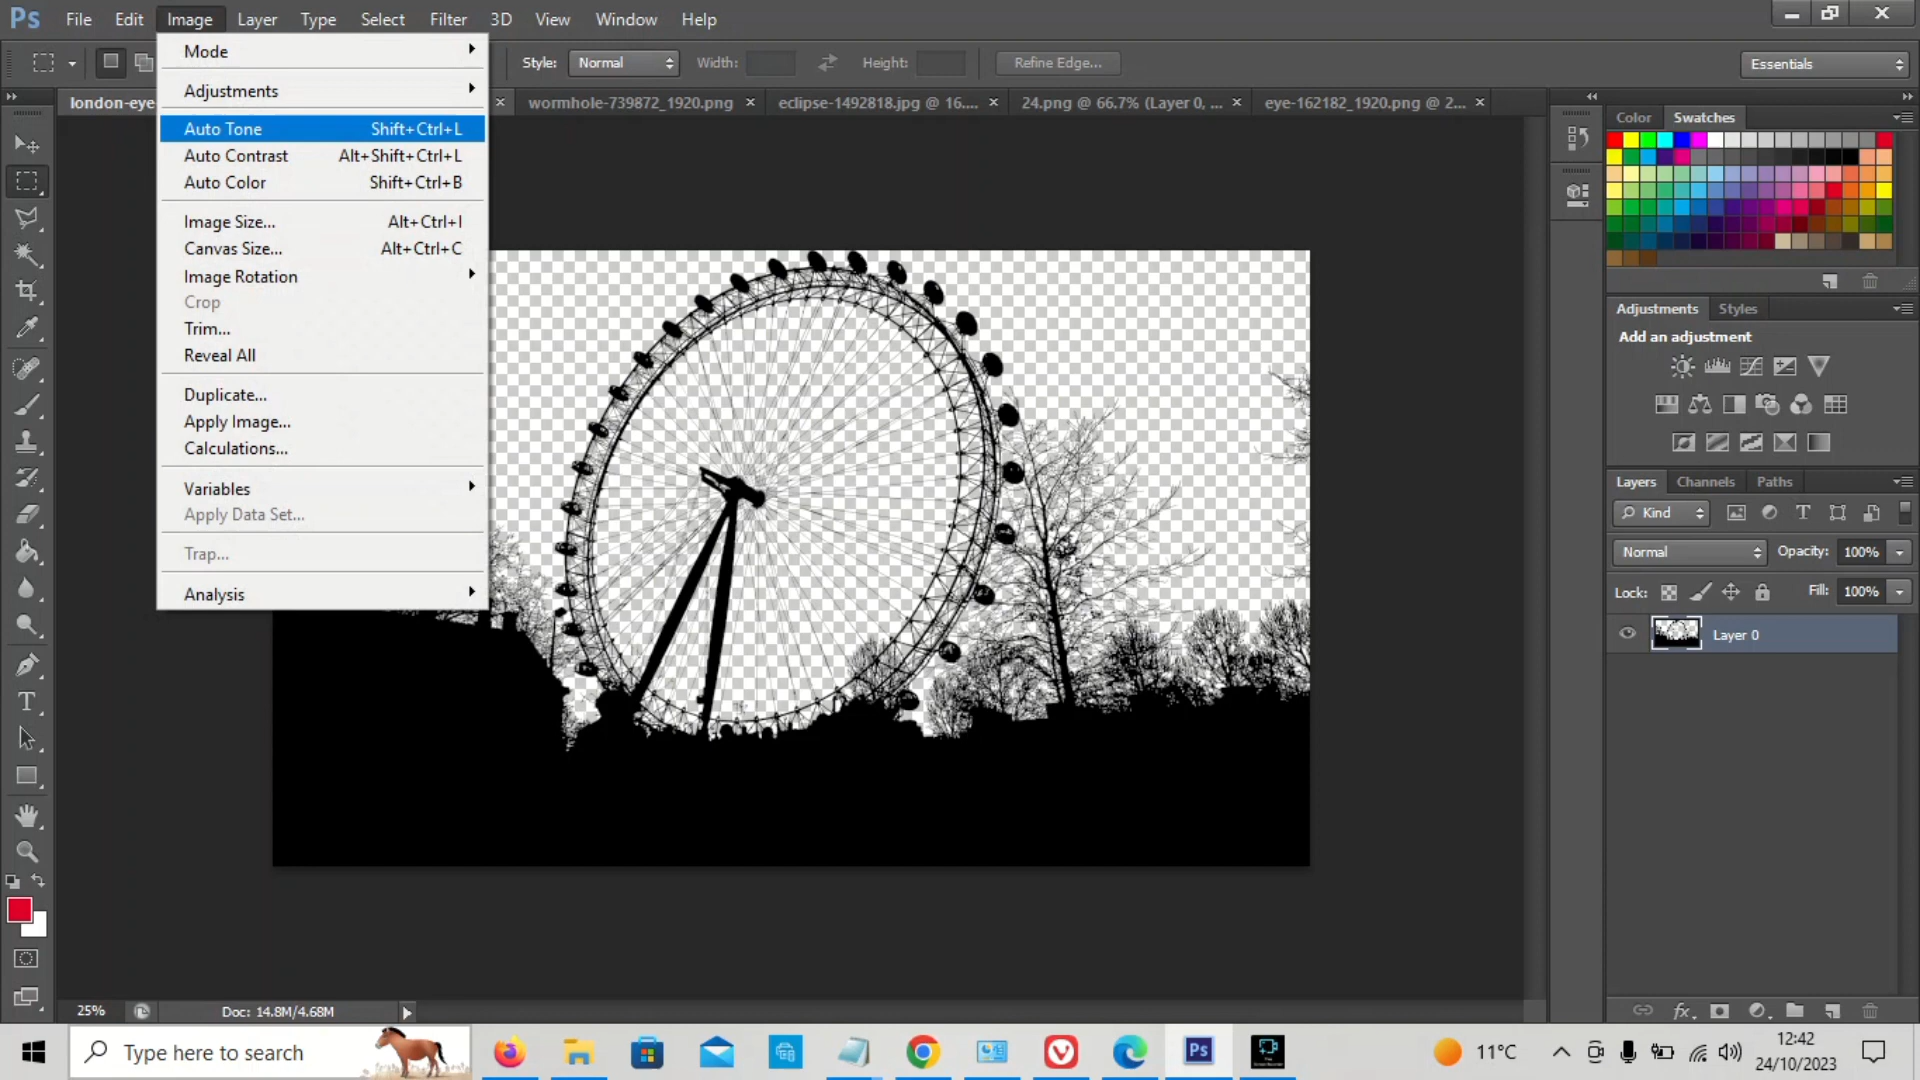 Ps File Edit Image Layer Type Select Filter 3D View Window Help
Style: Normal Width: Height: Refine Edge... Essentials
london-eye wormhole-739872_1920.png eclipse-1492818.jpg @ 16.... 24.png @ 66.7% (Layer 0, ... eye-162182_1920.png @ 2...
Mode
Adjustments
Auto Tone Shift+Ctrl+L
Auto Contrast Alt+Shift+Ctrl+L
Auto Color Shift+Ctrl+B
Image Size... Alt+Ctrl+I
Canvas Size... Alt+Ctrl+C
Image Rotation
Crop
Trim...
Reveal All
Duplicate...
Apply Image...
Calculations...
Variables
Apply Data Set...
Trap...
Analysis
Color Swatches
Adjustments Styles
Add an adjustment
Layers Channels Paths
Kind
Normal Opacity: 100%
Lock: Fill: 100%
Layer 0
25% Doc: 14.8M/4.68M
Type here to search
Ps
11°C
12:42
24/10/2023